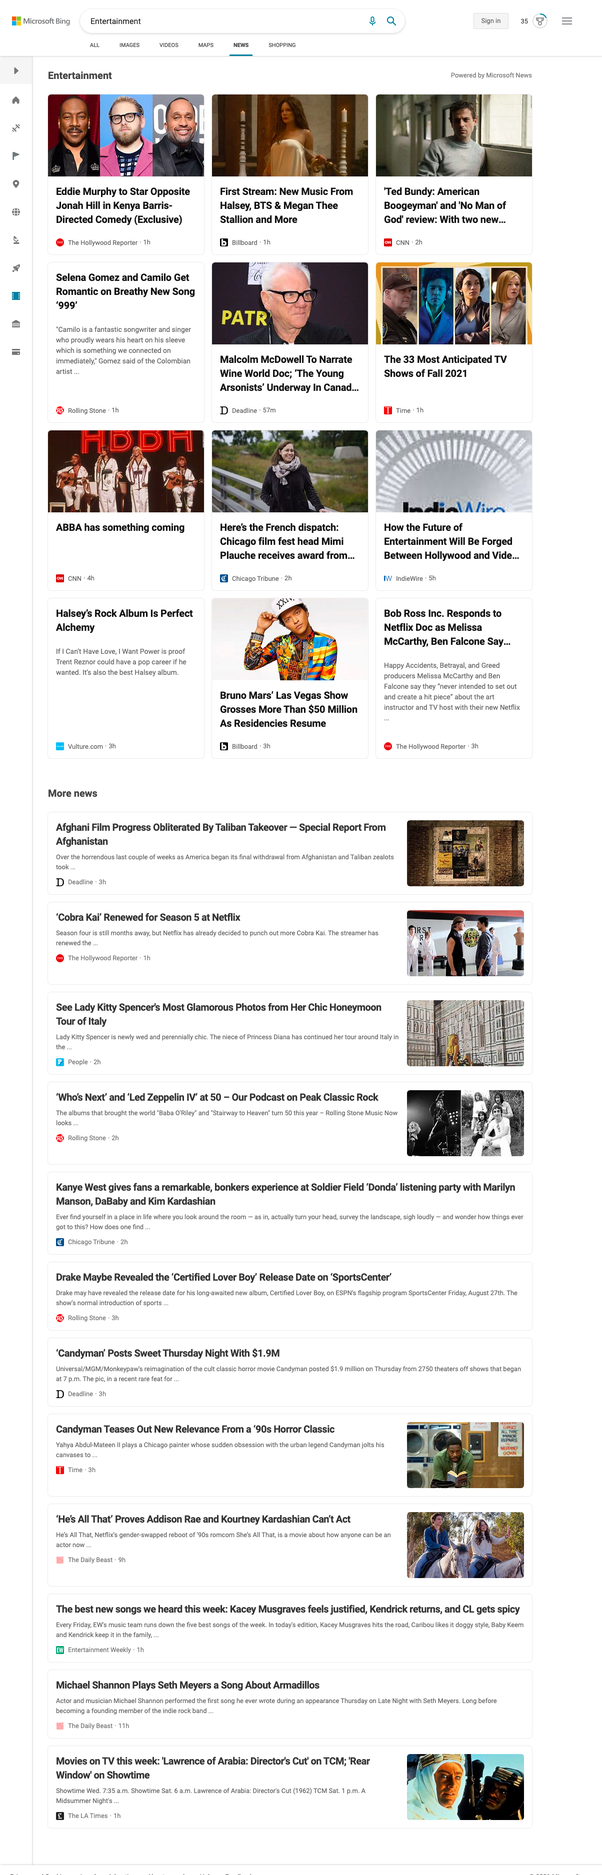 Microsoft Bing
Entertainment
Sign in
35
ALL
IMAGES
VIDEOS
MAPS
NEWS
SHOPPING
Entertainment
Powered by Microsoft News
Eddie Murphy to Star Opposite
Jonah Hill in Kenya Barris-
Directed Comedy (Exclusive)
The Hollywood Reporter · 1h
First Stream: New Music From
Halsey, BTS & Megan Thee
Stallion and More
Billboard · 1h
'Ted Bundy: American
Boogeyman' and 'No Man of
God' review: With two new...
CNN · 2h
Selena Gomez and Camilo Get
Romantic on Breathy New Song
‘999’
"Camilo is a fantastic songwriter and singer
who proudly wears his heart on his sleeve
which is something we connected on
immediately," Gomez said of the Colombian
artist ...
Rolling Stone · 1h
PATR
Malcolm McDowell To Narrate
Wine World Doc; ‘The Young
Arsonists’ Underway In Canad...
Deadline · 57m
The 33 Most Anticipated TV
Shows of Fall 2021
Time · 1h
ABBA has something coming
CNN · 4h
Here’s the French dispatch:
Chicago film fest head Mimi
Plauche receives award from...
Chicago Tribune · 2h
IndieWire
How the Future of
Entertainment Will Be Forged
Between Hollywood and Vide...
IndieWire · 5h
Halsey’s Rock Album Is Perfect
Alchemy
If I Can’t Have Love, I Want Power is proof
Trent Reznor could have a pop career if he
wanted. It’s also the best Halsey album.
Vulture.com · 3h
Bruno Mars’ Las Vegas Show
Grosses More Than $50 Million
As Residencies Resume
Billboard · 3h
Bob Ross Inc. Responds to
Netflix Doc as Melissa
McCarthy, Ben Falcone Say...
Happy Accidents, Betrayal, and Greed
producers Melissa McCarthy and Ben
Falcone say they “never intended to set out
and create a hit piece” about the art
instructor and TV host with their new Netflix
...
The Hollywood Reporter · 3h
More news
Afghani Film Progress Obliterated By Taliban Takeover — Special Report From
Afghanistan
Over the horrendous last couple of weeks as America began its final withdrawal from Afghanistan and Taliban zealots
took ...
Deadline · 3h
‘Cobra Kai’ Renewed for Season 5 at Netflix
Season four is still months away, but Netflix has already decided to punch out more Cobra Kai. The streamer has
renewed the ...
The Hollywood Reporter · 1h
See Lady Kitty Spencer's Most Glamorous Photos from Her Chic Honeymoon
Tour of Italy
Lady Kitty Spencer is newly wed and perennially chic. The niece of Princess Diana has continued her tour around Italy in
the ...
People · 2h
‘Who’s Next’ and ‘Led Zeppelin IV’ at 50 – Our Podcast on Peak Classic Rock
The albums that brought the world "Baba O'Riley" and "Stairway to Heaven" turn 50 this year – Rolling Stone Music Now
looks ...
Rolling Stone · 2h
Kanye West gives fans a remarkable, bonkers experience at Soldier Field ‘Donda’ listening party with Marilyn
Manson, DaBaby and Kim Kardashian
Ever find yourself in a place in life where you look around the room — as in, actually turn your head, survey the landscape, sigh loudly — and wonder how things ever
got to this? How does one find ...
Chicago Tribune · 2h
Drake Maybe Revealed the ‘Certified Lover Boy’ Release Date on ‘SportsCenter’
Drake may have revealed the release date for his long-awaited new album, Certified Lover Boy, on ESPN’s flagship program SportsCenter Friday, August 27th. The
show’s normal introduction of sports ...
Rolling Stone · 3h
‘Candyman’ Posts Sweet Thursday Night With $1.9M
Universal/MGM/Monkeypaw’s reimagination of the cult classic horror movie Candyman posted $1.9 million on Thursday from 2750 theaters off shows that began
at 7 p.m. The pic, in a recent rare feat for ...
Deadline · 3h
Candyman Teases Out New Relevance From a ’90s Horror Classic
Yahya Abdul-Mateen II plays a Chicago painter whose sudden obsession with the urban legend Candyman jolts his
canvases to ...
Time · 3h
‘He’s All That’ Proves Addison Rae and Kourtney Kardashian Can’t Act
He’s All That, Netflix’s gender-swapped reboot of ’90s romcom She’s All That, is a movie about how anyone can be an
actor now ...
The Daily Beast · 9h
The best new songs we heard this week: Kacey Musgraves feels justified, Kendrick returns, and CL gets spicy
Every Friday, EW's music team runs down the five best songs of the week. In today's edition, Kacey Musgraves hits the road, Caribou likes it doggy style, Baby Keem
and Kendrick keep it in the family, ...
Entertainment Weekly · 1h
Michael Shannon Plays Seth Meyers a Song About Armadillos
Actor and musician Michael Shannon performed the first song he ever wrote during an appearance Thursday on Late Night with Seth Meyers. Long before
becoming a founding member of the indie rock band ...
The Daily Beast · 11h
Movies on TV this week: 'Lawrence of Arabia: Director's Cut' on TCM; 'Rear
Window' on Showtime
Showtime Wed. 7:35 a.m. Showtime Sat. 6 a.m. Lawrence of Arabia: Director's Cut (1962) TCM Sat. 1 p.m. A
Midsummer Night's ...
The LA Times · 1h